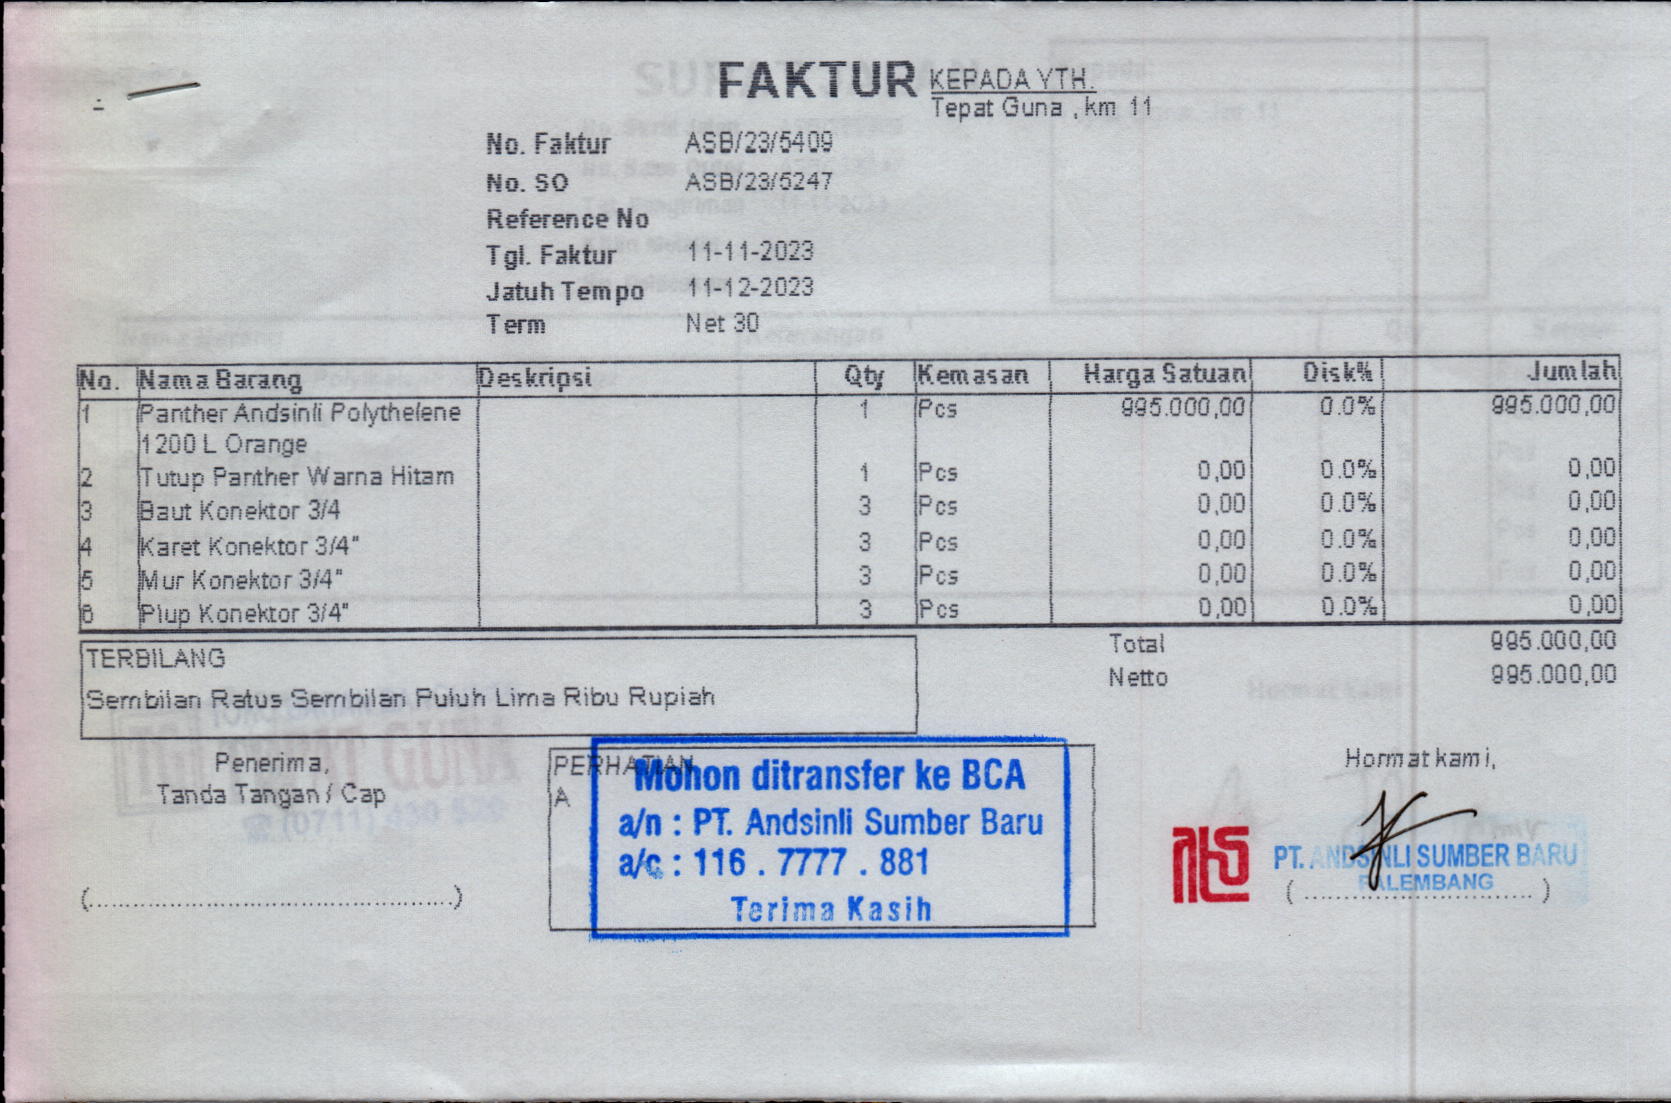 FAKTUR
KEPADA YTH.
Tepat Guna , km 11
No. Faktur ASB/23/5409
No. SO ASB/23/5247
Reference No
Tgl. Faktur 11-11-2023
Jatuh Tempo 11-12-2023
Term Net 30
No. Nama Barang Deskripsi Qty Kemasan Harga Satuan Disk% Jumlah
1 Panther Andsinli Polythelene 1 Pcs 995.000,00 0.0% 995.000,00
1200 L Orange
2 Tutup Panther Warna Hitam 1 Pcs 0,00 0.0% 0,00
3 Baut Konektor 3/4 3 Pcs 0,00 0.0% 0,00
4 Karet Konektor 3/4" 3 Pcs 0,00 0.0% 0,00
5 Mur Konektor 3/4" 3 Pcs 0,00 0.0% 0,00
6 Plup Konektor 3/4" 3 Pcs 0,00 0.0% 0,00
Total 995.000,00
Netto 995.000,00
TERBILANG
Sembilan Ratus Sembilan Puluh Lima Ribu Rupiah
Penerima,
Tanda Tangan / Cap
(............................................)
PERHATIAN
A
Mohon ditransfer ke BCA
a/n : PT. Andsinli Sumber Baru
a/c : 116 . 7777 . 881
Terima Kasih
Hormat kami,
PT. ANDSINLI SUMBER BARU
PALEMBANG
(............................)
TEPAT GUNA
(0711)